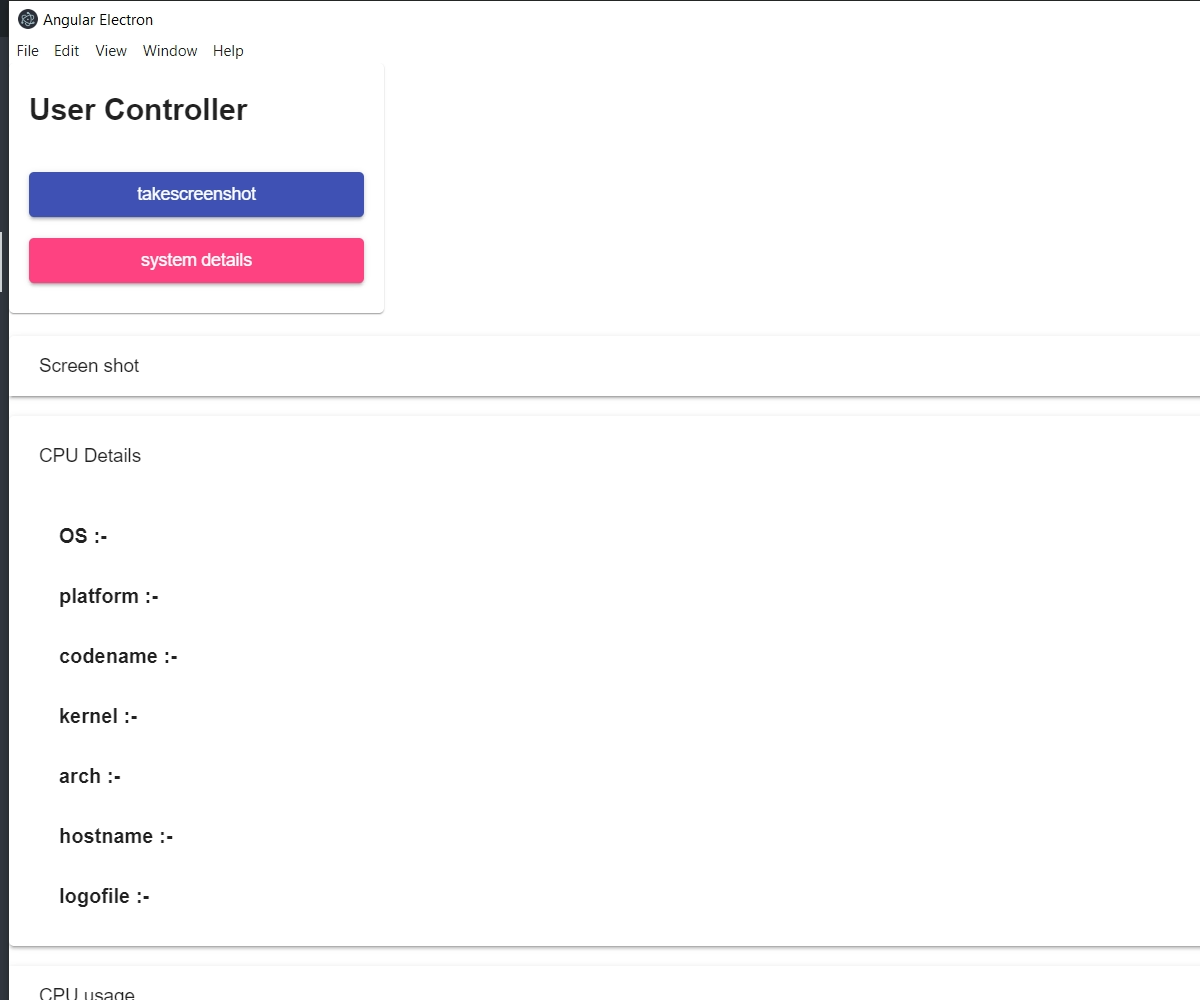 Angular Electron
File Edit View Window Help
User Controller
takescreenshot
system details
Screen shot
CPU Details
OS :-
platform :-
codename :-
kernel :-
arch :-
hostname :-
logofile :-
CPU usage